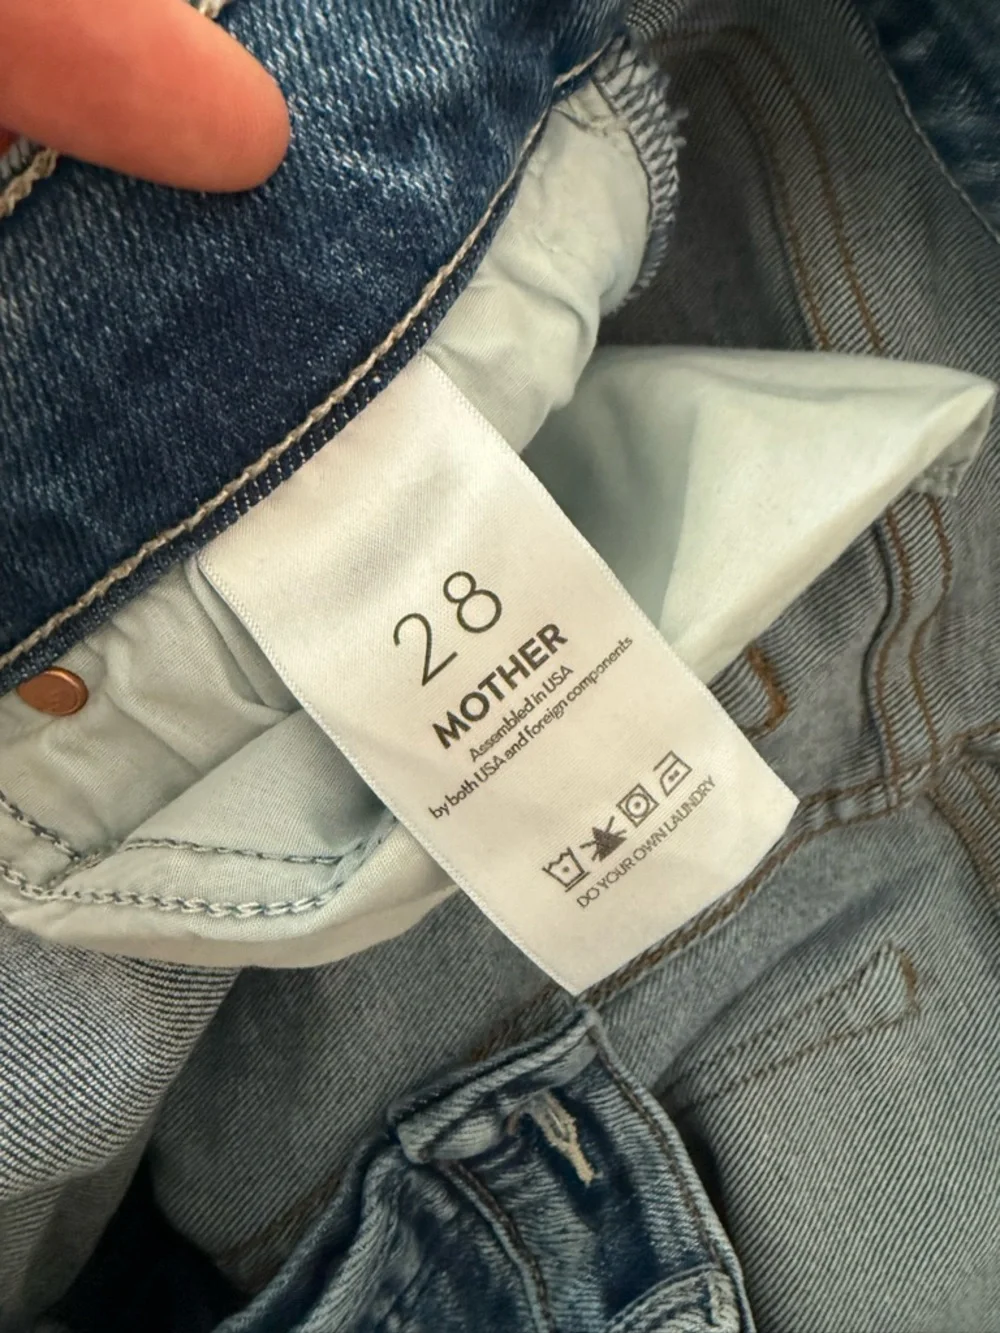 28
MOTHER
Assembled in USA
by both USA and foreign components
DO YOUR OWN LAUNDRY